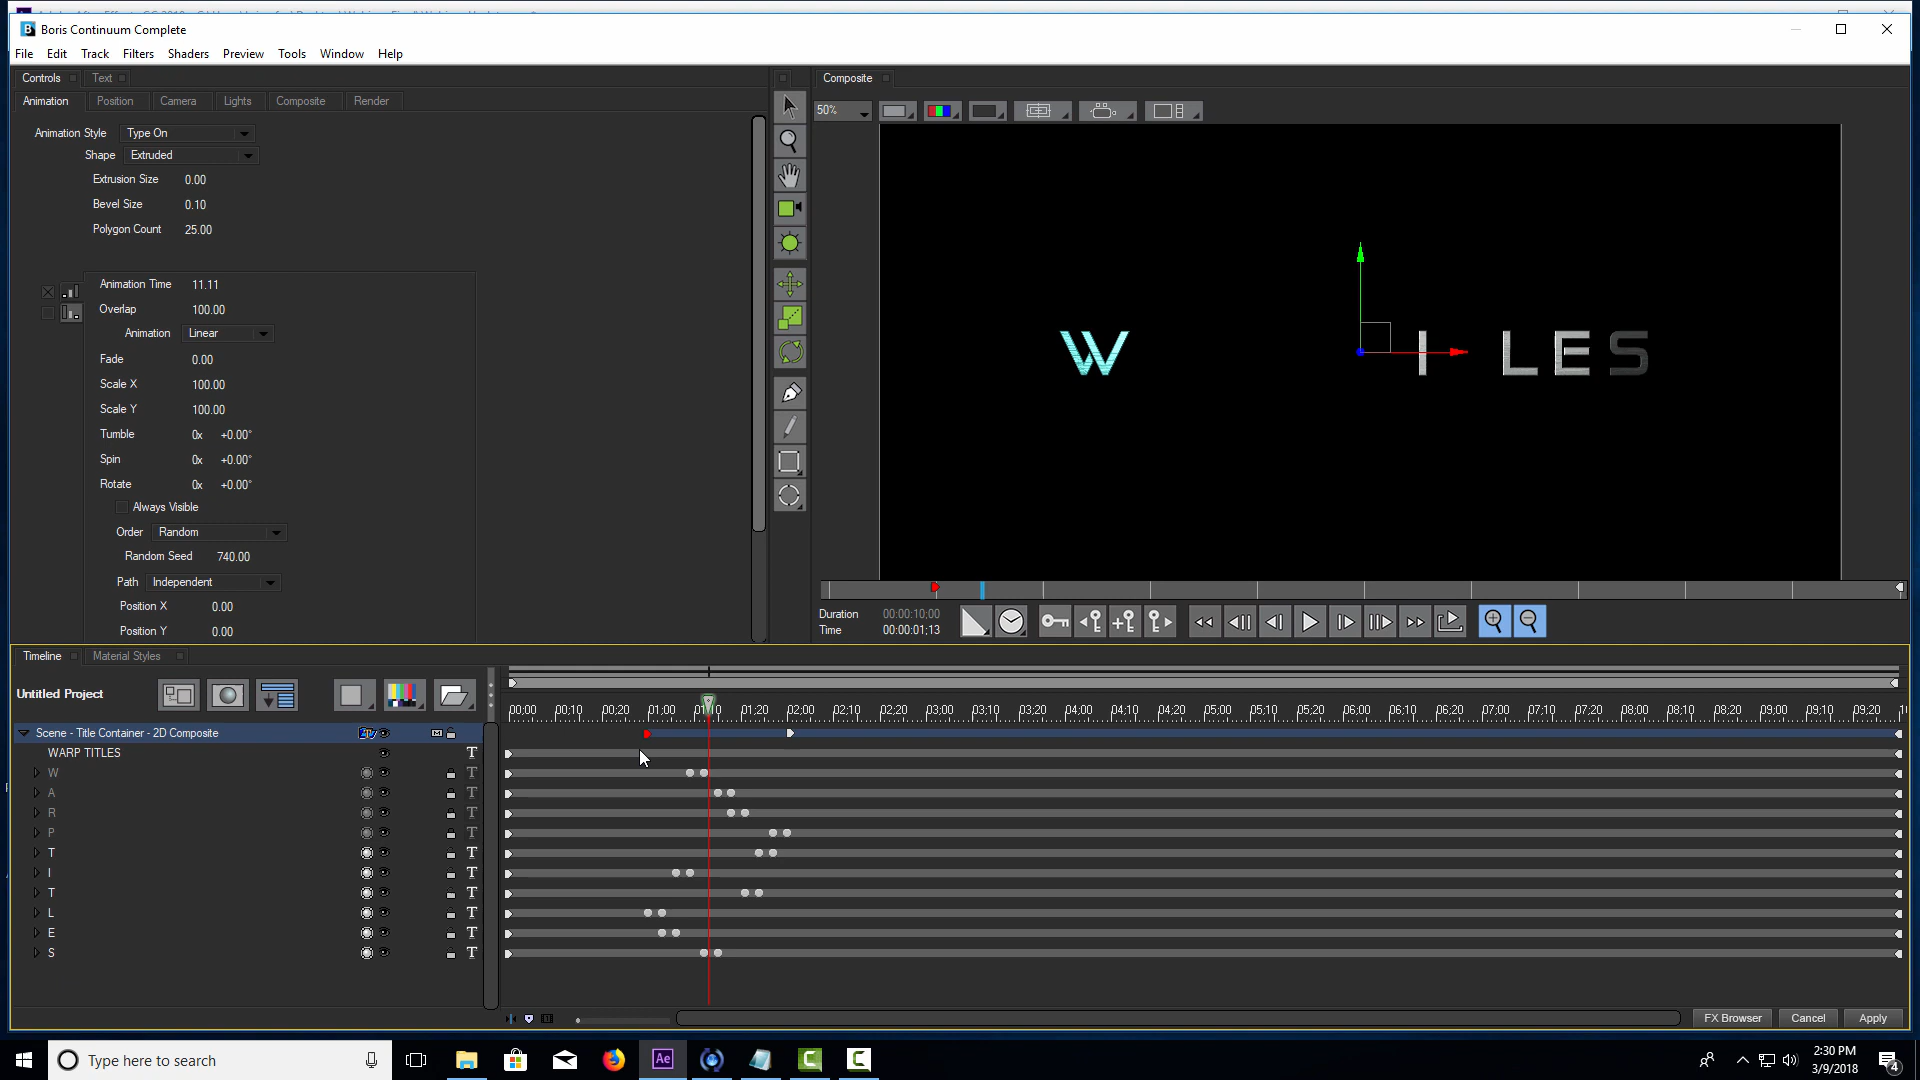 Boris Continuum Complete
File Edit Track Filters Shaders Preview Tools Window Help
Controls Text
Animation Position Camera Lights Composite Render
Animation Style Type On
Shape Extruded
Extrusion Size 0.00
Bevel Size 0.10
Polygon Count 25.00
Animation Time 11.11
Overlap 100.00
Animation Linear
Fade 0.00
Scale X 100.00
Scale Y 100.00
Tumble 0x +0.00°
Spin 0x +0.00°
Rotate 0x +0.00°
Always Visible
Order Random
Random Seed 740.00
Path Independent
Position X 0.00
Position Y 0.00
Composite
50%
W I L E S
Duration 00:00:10;00
Time 00:00:01;13
Timeline Material Styles
Untitled Project
00;00 00;10 00;20 01;00 01;20 02;00 02;10 02;20 03;00 03;10 03;20 04;00 04;10 04;20 05;00 05;10 05;20 06;00 06;10 06;20 07;00 07;10 07;20 08;00 08;10 08;20 09;00 09;10 09;20
Scene - Title Container - 2D Composite
WARP TITLES T
W T
A T
R T
P T
T T
I T
T T
L T
E T
S T
FX Browser Cancel Apply
Type here to search
Ae
2:30 PM
3/9/2018
4